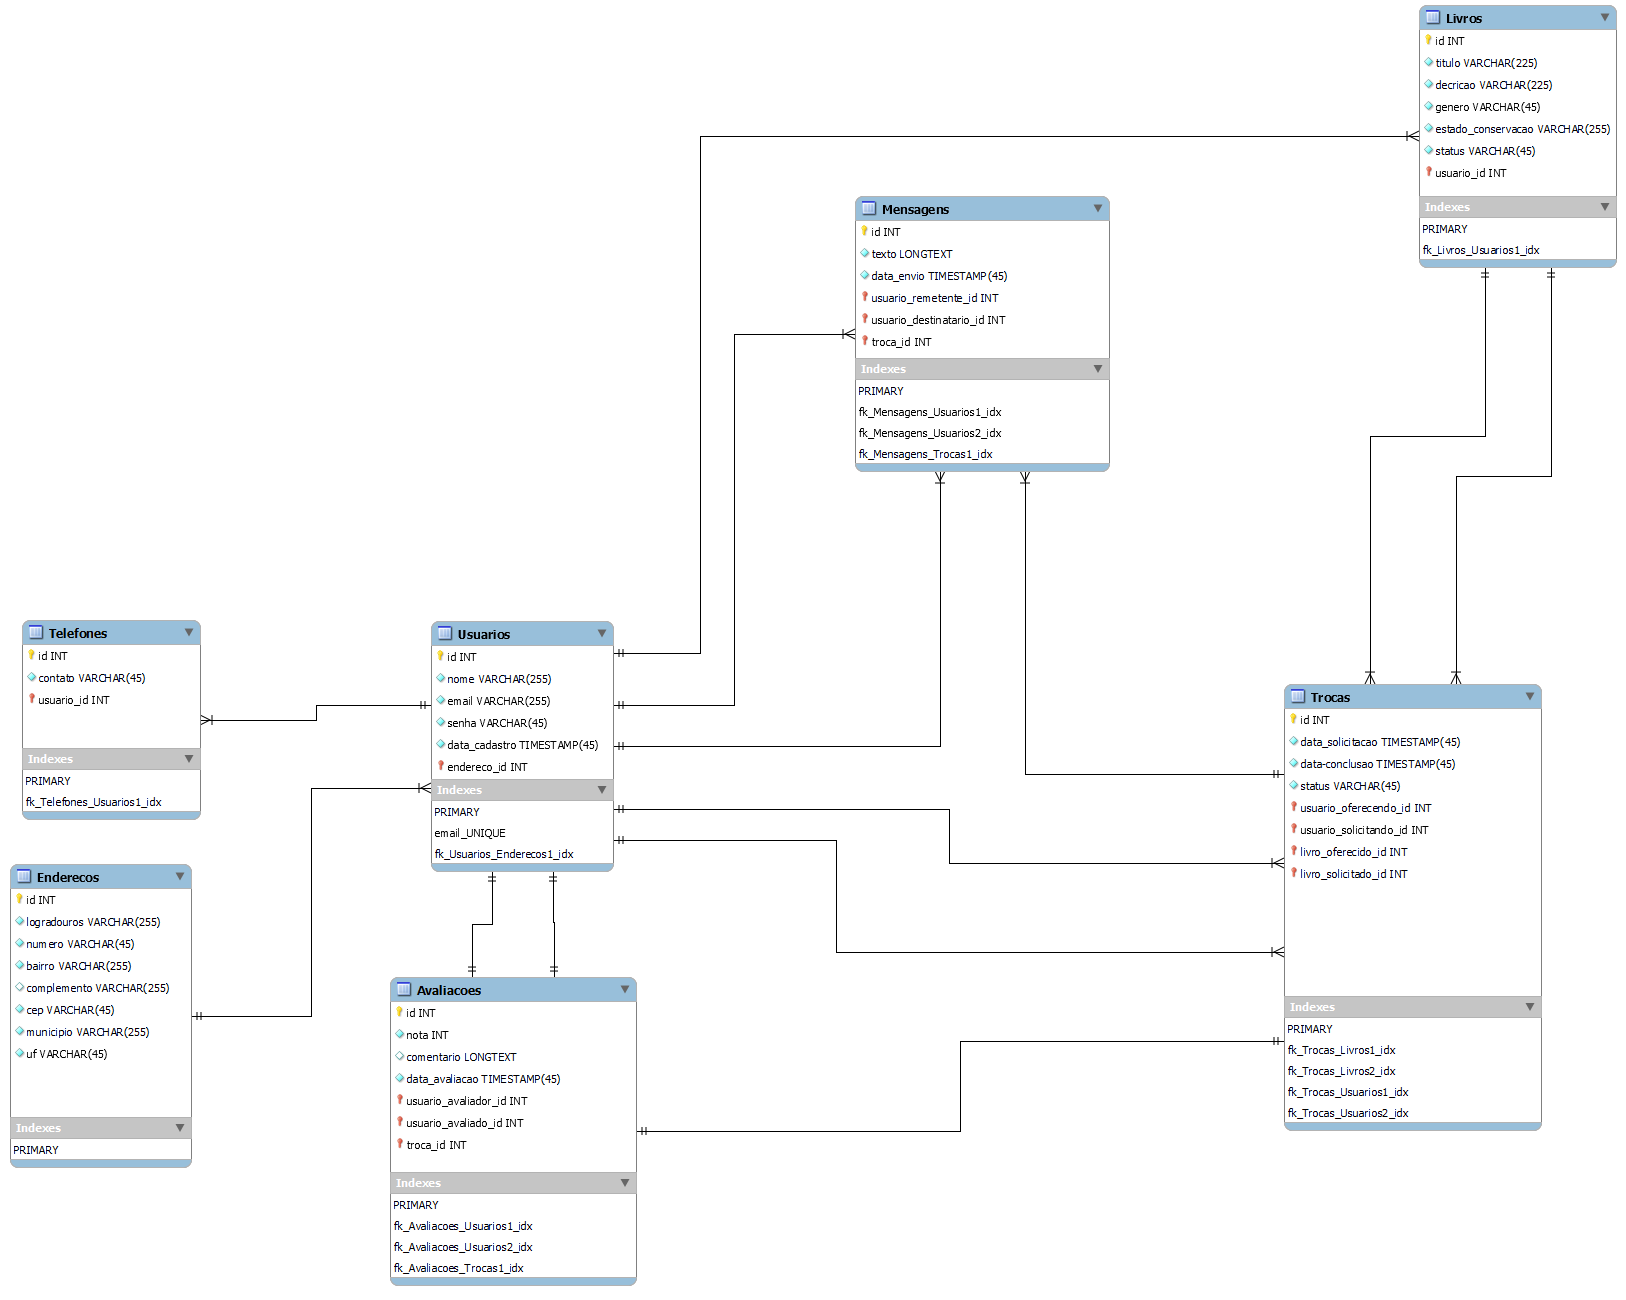 Livros
id INT
titulo VARCHAR(225)
decricao VARCHAR(225)
genero VARCHAR(45)
estado_conservacao VARCHAR(255)
status VARCHAR(45)
usuario_id INT
Indexes
PRIMARY
fk_Livros_Usuarios1_idx
Mensagens
id INT
texto LONGTEXT
data_envio TIMESTAMP(45)
usuario_remetente_id INT
usuario_destinatario_id INT
troca_id INT
Indexes
PRIMARY
fk_Mensagens_Usuarios1_idx
fk_Mensagens_Usuarios2_idx
fk_Mensagens_Trocas1_idx
Telefones
id INT
contato VARCHAR(45)
usuario_id INT
Indexes
PRIMARY
fk_Telefones_Usuarios1_idx
Usuarios
id INT
nome VARCHAR(255)
email VARCHAR(255)
senha VARCHAR(45)
data_cadastro TIMESTAMP(45)
endereco_id INT
Indexes
PRIMARY
email_UNIQUE
fk_Usuarios_Enderecos1_idx
Trocas
id INT
data_solicitacao TIMESTAMP(45)
data-conclusao TIMESTAMP(45)
status VARCHAR(45)
usuario_oferecendo_id INT
usuario_solicitando_id INT
livro_oferecido_id INT
livro_solicitado_id INT
Indexes
PRIMARY
fk_Trocas_Livros1_idx
fk_Trocas_Livros2_idx
fk_Trocas_Usuarios1_idx
fk_Trocas_Usuarios2_idx
Enderecos
id INT
logradouros VARCHAR(255)
numero VARCHAR(45)
bairro VARCHAR(255)
complemento VARCHAR(255)
cep VARCHAR(45)
municipio VARCHAR(255)
uf VARCHAR(45)
Indexes
PRIMARY
Avaliacoes
id INT
nota INT
comentario LONGTEXT
data_avaliacao TIMESTAMP(45)
usuario_avaliador_id INT
usuario_avaliado_id INT
troca_id INT
Indexes
PRIMARY
fk_Avaliacoes_Usuarios1_idx
fk_Avaliacoes_Usuarios2_idx
fk_Avaliacoes_Trocas1_idx